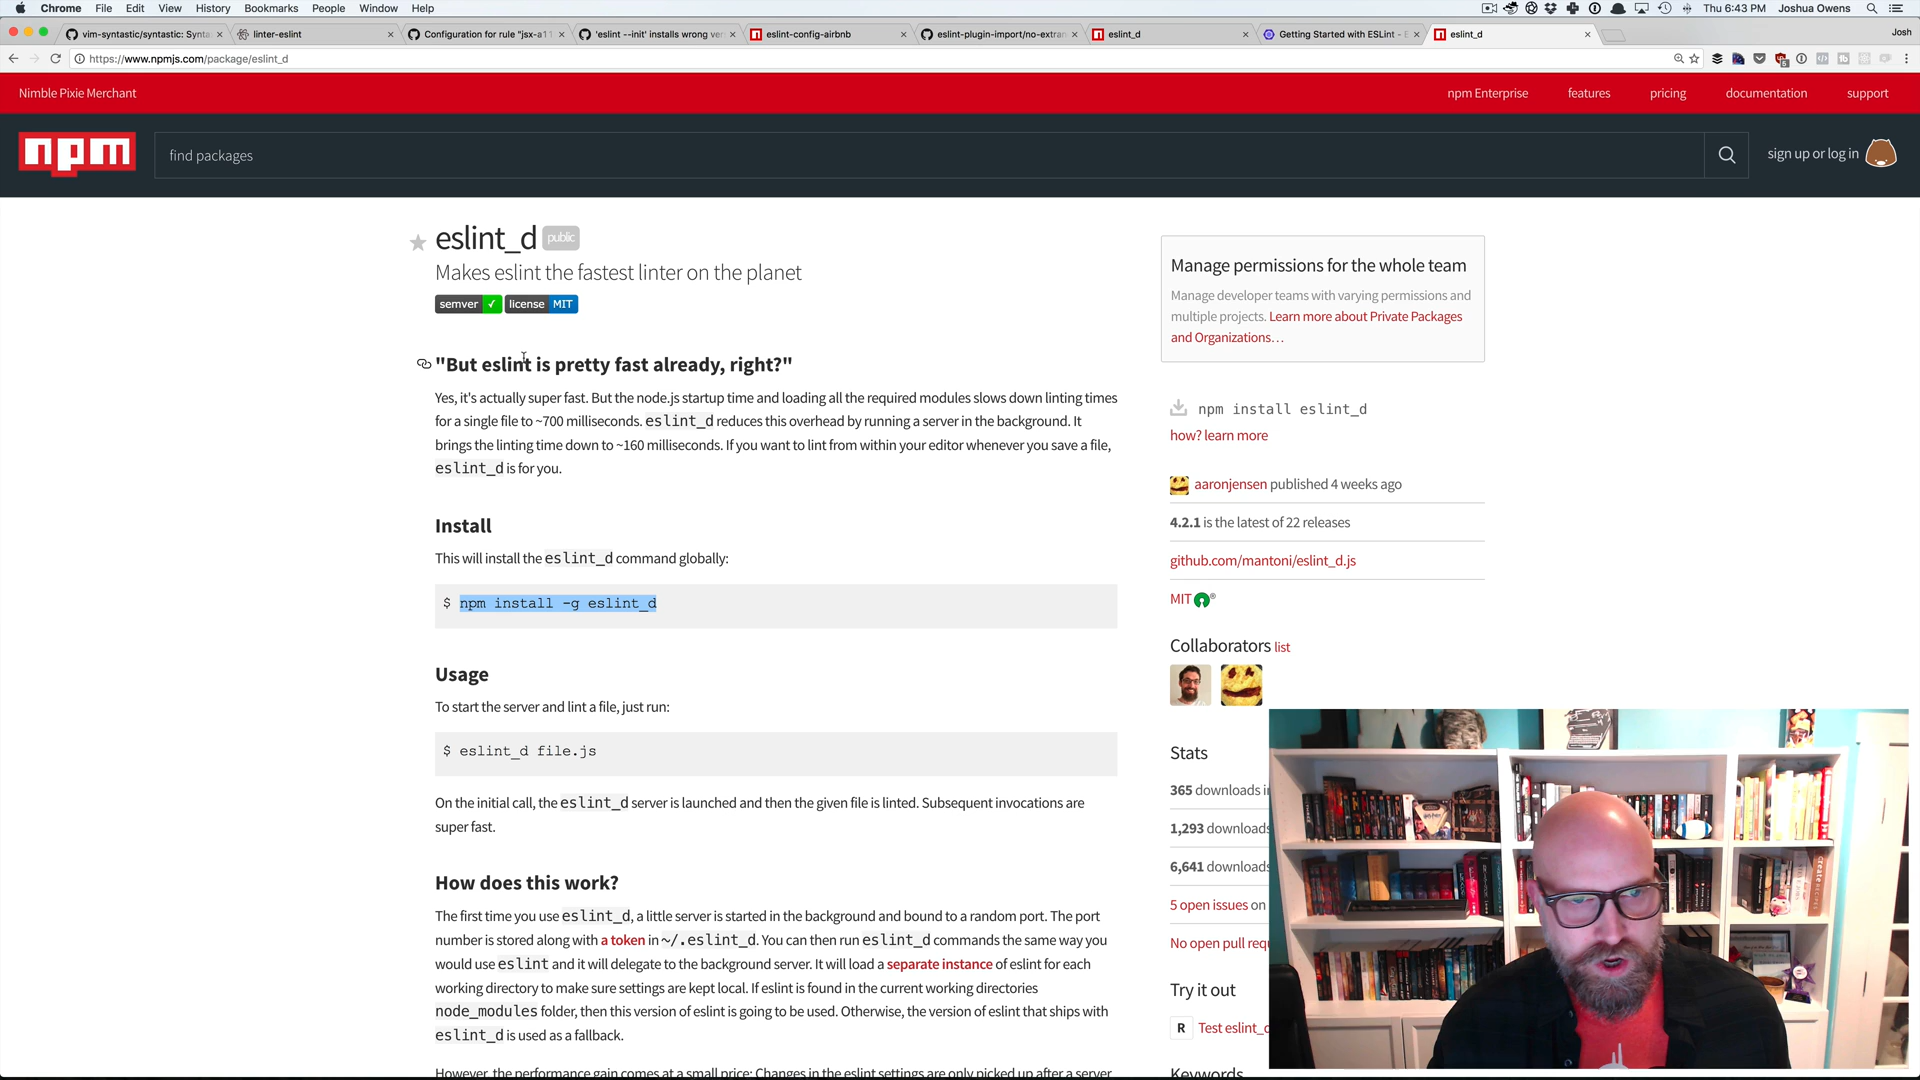 Chrome File Edit View History Bookmarks People Window Help
Thu 6:43 PM Joshua Owens
vim-syntastic/syntastic: Synta
linter-eslint
Configuration for rule "jsx-a11
'eslint --init' installs wrong ver
eslint-config-airbnb
eslint-plugin-import/no-extran
eslint_d
Getting Started with ESLint - E
eslint_d
Josh
https://www.npmjs.com/package/eslint_d
Nimble Pixie Merchant
npm Enterprise features pricing documentation support
npm
find packages
sign up or log in
eslint_d public
Makes eslint the fastest linter on the planet
semver ✓ license MIT
"But eslint is pretty fast already, right?"
Yes, it's actually super fast. But the node.js startup time and loading all the required modules slows down linting times
for a single file to ~700 milliseconds. eslint_d reduces this overhead by running a server in the background. It
brings the linting time down to ~160 milliseconds. If you want to lint from within your editor whenever you save a file,
eslint_d is for you.
Install
This will install the eslint_d command globally:
$ npm install -g eslint_d
Usage
To start the server and lint a file, just run:
$ eslint_d file.js
On the initial call, the eslint_d server is launched and then the given file is linted. Subsequent invocations are
super fast.
How does this work?
The first time you use eslint_d, a little server is started in the background and bound to a random port. The port
number is stored along with a token in ~/.eslint_d. You can then run eslint_d commands the same way you
would use eslint and it will delegate to the background server. It will load a separate instance of eslint for each
working directory to make sure settings are kept local. If eslint is found in the current working directories
node_modules folder, then this version of eslint is going to be used. Otherwise, the version of eslint that ships with
eslint_d is used as a fallback.
However, the performance gain comes at a small price: Changes in the eslint settings are only picked up after a server
Manage permissions for the whole team
Manage developer teams with varying permissions and
multiple projects. Learn more about Private Packages
and Organizations…
npm install eslint_d
how? learn more
aaronjensen published 4 weeks ago
4.2.1 is the latest of 22 releases
github.com/mantoni/eslint_d.js
MIT
Collaborators list
Stats
365 downloads in
1,293 downloads
6,641 downloads
5 open issues on
No open pull requ
Try it out
R Test eslint_d
Keywords